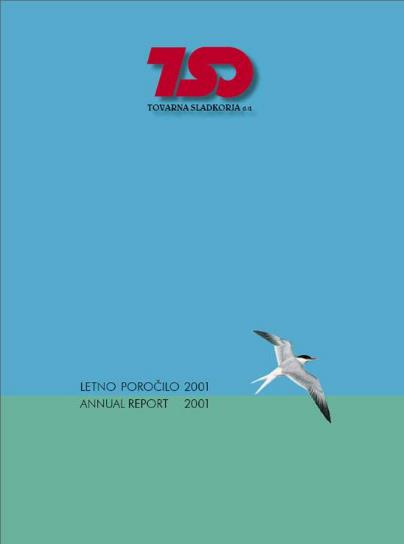 TSO
TOVARNA SLADKORJA d.d.
LETNO POROČILO 2001
ANNUAL REPORT 2001